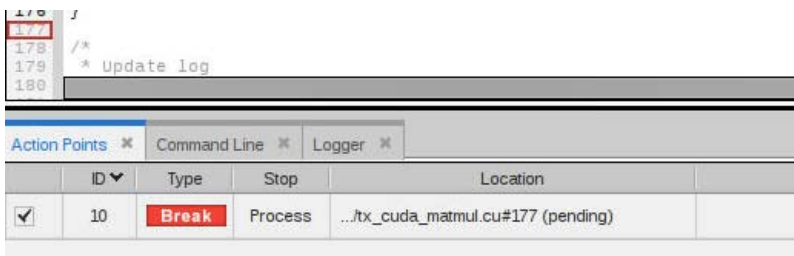 176 }
177
178 /*
179 * Update log
180
Action Points Command Line Logger
ID Type Stop Location
10 Break Process .../tx_cuda_matmul.cu#177 (pending)